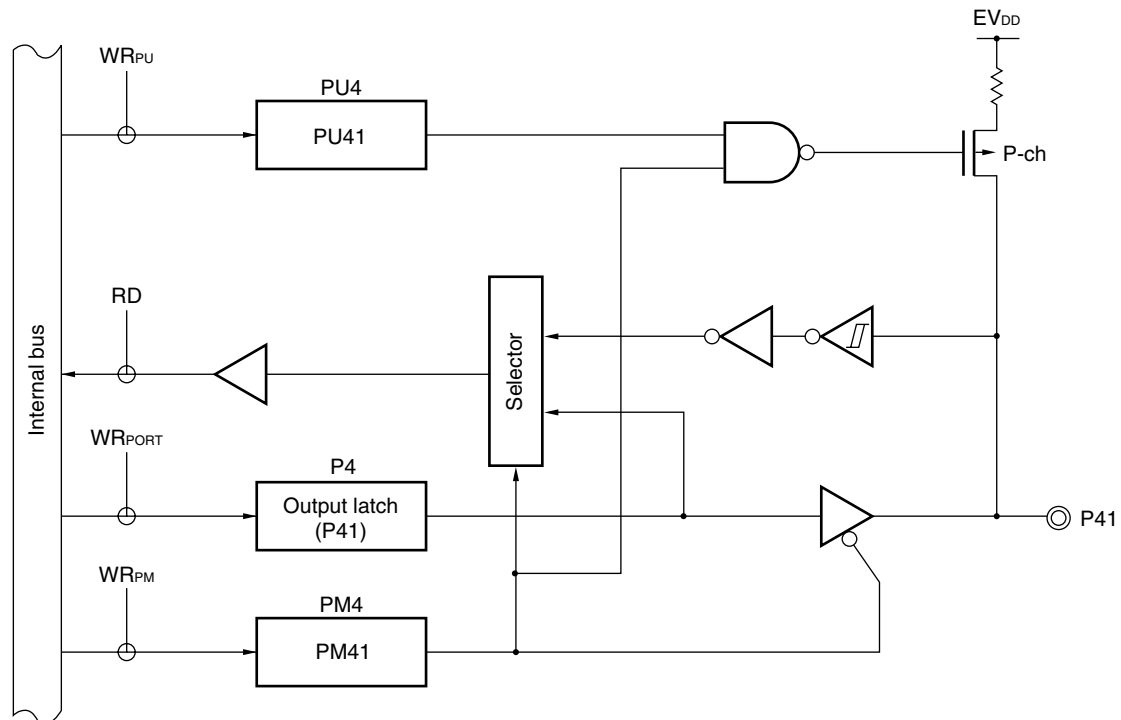 EVDD
WRPU
PU4
PU41
P-ch
RD
Selector
Internal bus
WRPORT
P4
Output latch
(P41)
P41
WRPM
PM4
PM41